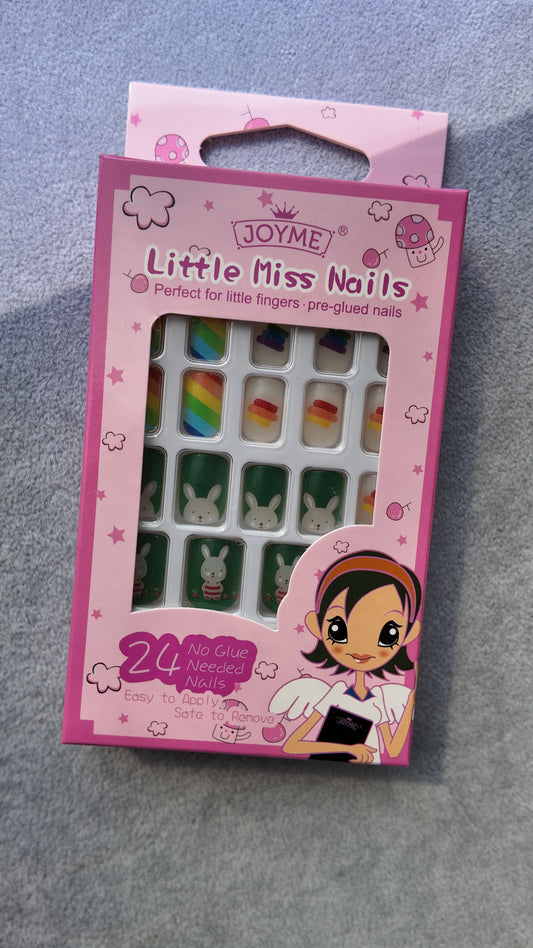 JOYME®
Little Miss Nails
Perfect for little fingers · pre-glued nails
24
No Glue
Needed
Nails
Easy to Apply,
Safe to Remove
JOYME